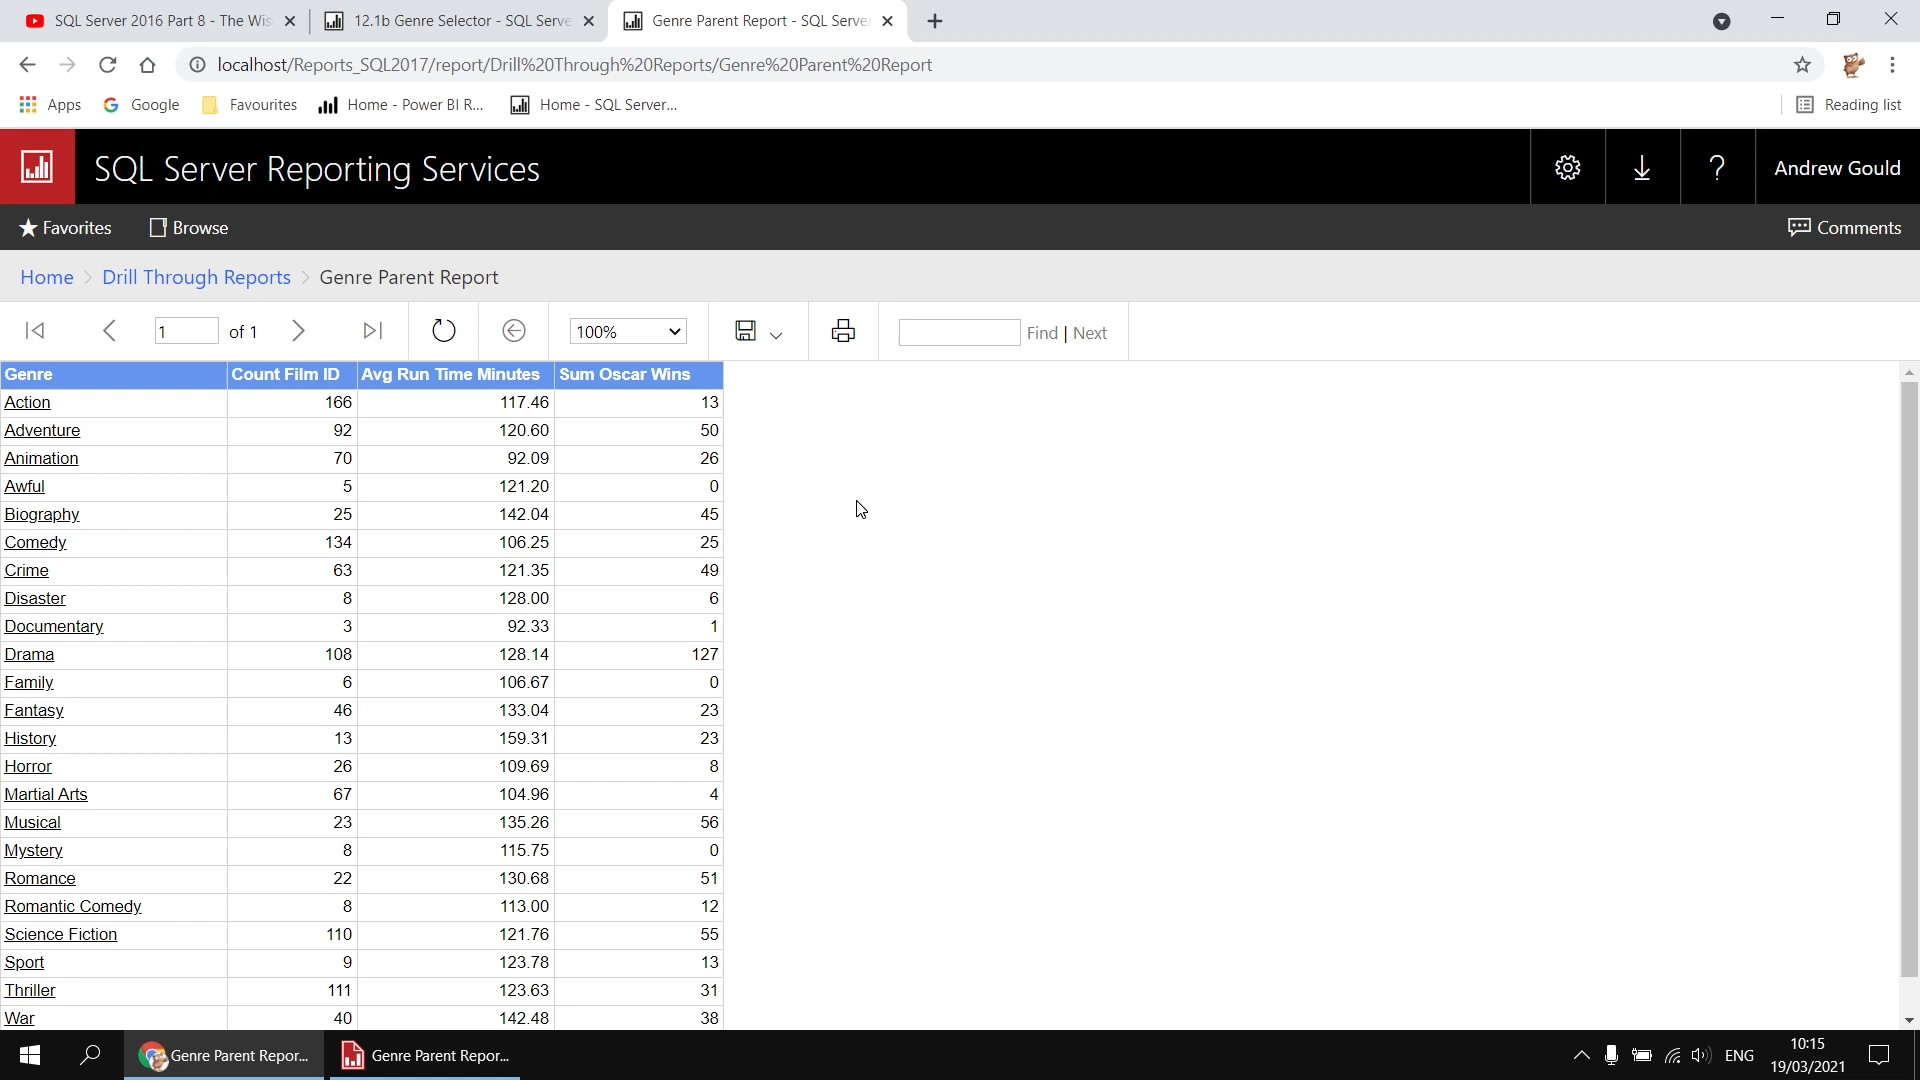 SQL Server 2016 Part 8 - The Wis
12.1b Genre Selector - SQL Serve
Genre Parent Report - SQL Server
localhost/Reports_SQL2017/report/Drill%20Through%20Reports/Genre%20Parent%20Report
Apps
Google
Favourites
Home - Power BI R...
Home - SQL Server...
Reading list
SQL Server Reporting Services
?
Andrew Gould
Favorites
Browse
Comments
Home > Drill Through Reports > Genre Parent Report
1 of 1
100%
Find | Next
Genre Count Film ID Avg Run Time Minutes Sum Oscar Wins
Action 166 117.46 13
Adventure 92 120.60 50
Animation 70 92.09 26
Awful 5 121.20 0
Biography 25 142.04 45
Comedy 134 106.25 25
Crime 63 121.35 49
Disaster 8 128.00 6
Documentary 3 92.33 1
Drama 108 128.14 127
Family 6 106.67 0
Fantasy 46 133.04 23
History 13 159.31 23
Horror 26 109.69 8
Martial Arts 67 104.96 4
Musical 23 135.26 56
Mystery 8 115.75 0
Romance 22 130.68 51
Romantic Comedy 8 113.00 12
Science Fiction 110 121.76 55
Sport 9 123.78 13
Thriller 111 123.63 31
War 40 142.48 38
Genre Parent Repor...
Genre Parent Repor...
ENG
10:15
19/03/2021